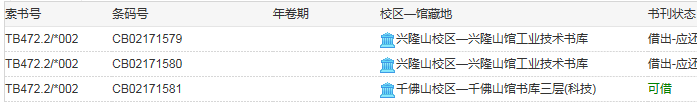 索书号 条码号 年卷期 校区—馆藏地 书刊状态
TB472.2/*002 CB02171579 兴隆山校区—兴隆山馆工业技术书库 借出-应还
TB472.2/*002 CB02171580 兴隆山校区—兴隆山馆工业技术书库 借出-应还
TB472.2/*002 CB02171581 千佛山校区—千佛山馆书库三层(科技) 可借